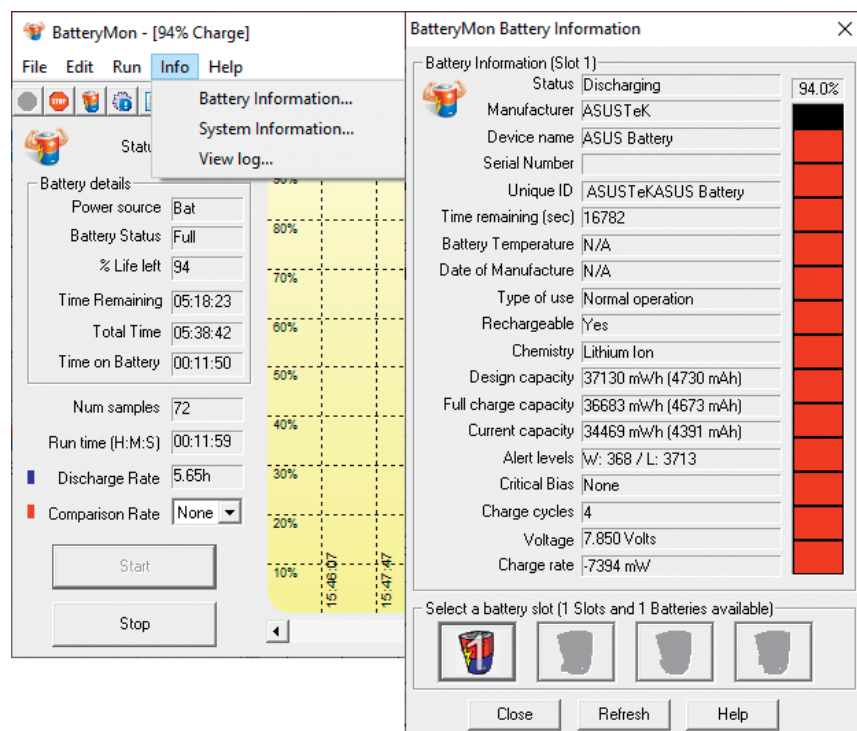 BatteryMon - [94% Charge]
File Edit Run Info Help
STOP
Battery Information...
System Information...
View log...
Battery details
Power source Bat
Battery Status Full
% Life left 94
Time Remaining 05:18:23
Total Time 05:38:42
Time on Battery 00:11:50
Num samples 72
Run time (H:M:S) 00:11:59
Discharge Rate 5.65h
Comparison Rate None
Start
Stop
90%
80%
70%
60%
50%
40%
30%
20%
10%
15:46:07
15:47:47
BatteryMon Battery Information
Battery Information (Slot 1)
Status Discharging
94.0%
Manufacturer ASUSTeK
Device name ASUS Battery
Serial Number
Unique ID ASUSTeKASUS Battery
Time remaining (sec) 16782
Battery Temperature N/A
Date of Manufacture N/A
Type of use Normal operation
Rechargeable Yes
Chemistry Lithium Ion
Design capacity 37130 mWh (4730 mAh)
Full charge capacity 36683 mWh (4673 mAh)
Current capacity 34469 mWh (4391 mAh)
Alert levels W: 368 / L: 3713
Critical Bias None
Charge cycles 4
Voltage 7.850 Volts
Charge rate -7394 mW
Select a battery slot (1 Slots and 1 Batteries available)
1
Close Refresh Help